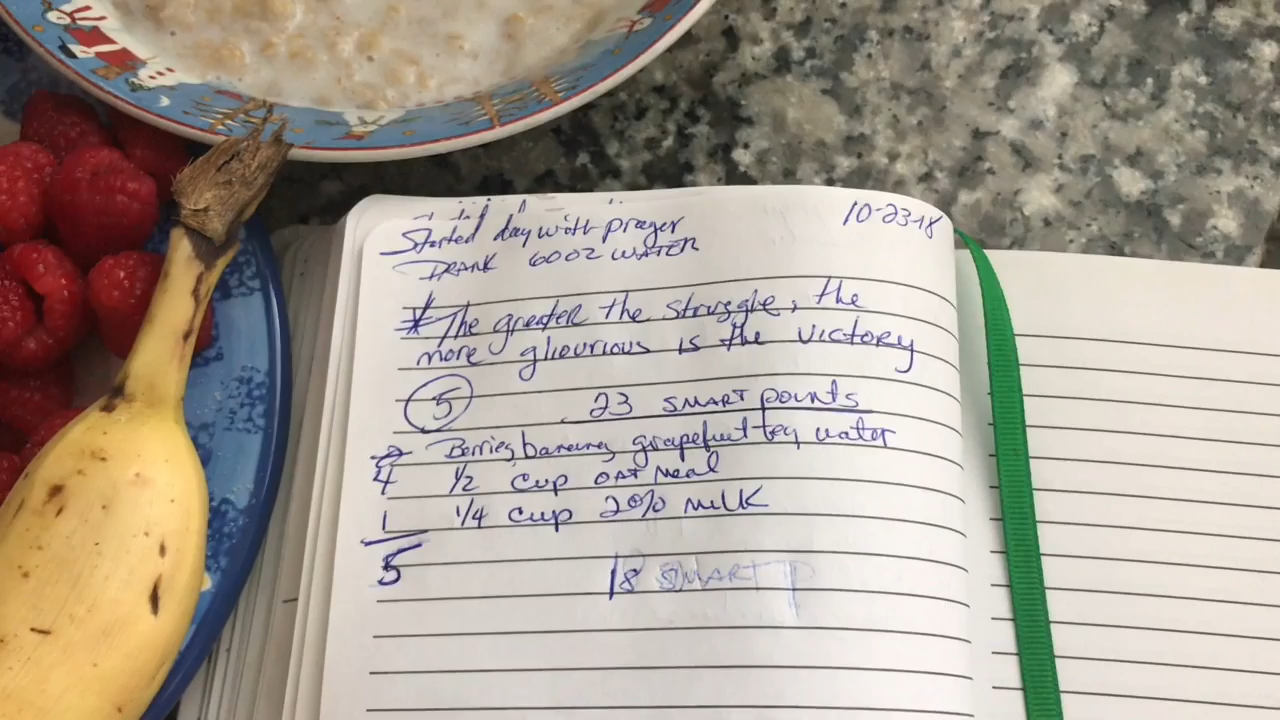 Started day with prayer 10-23-18
DRANK 60oz WATER
* The greater the struggle, the
more gliourious is the victory
5 23 SMART points
0 Berries, banana, grapefruit tea, water
4 1/2 cup oat meal
1 1/4 cup 2% milk
5 18 SMART P